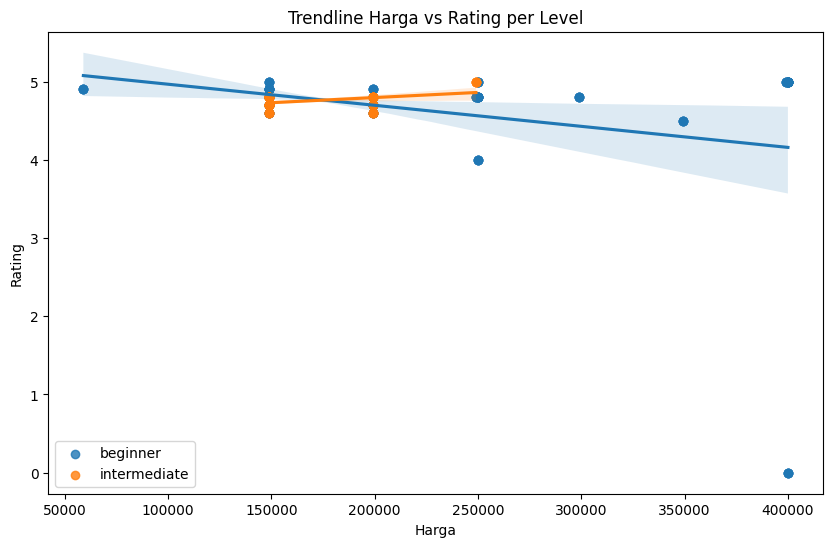 Trendline Harga vs Rating per Level
Rating
5
4
3
2
1
0
beginner
intermediate
50000 100000 150000 200000 250000 300000 350000 400000
Harga